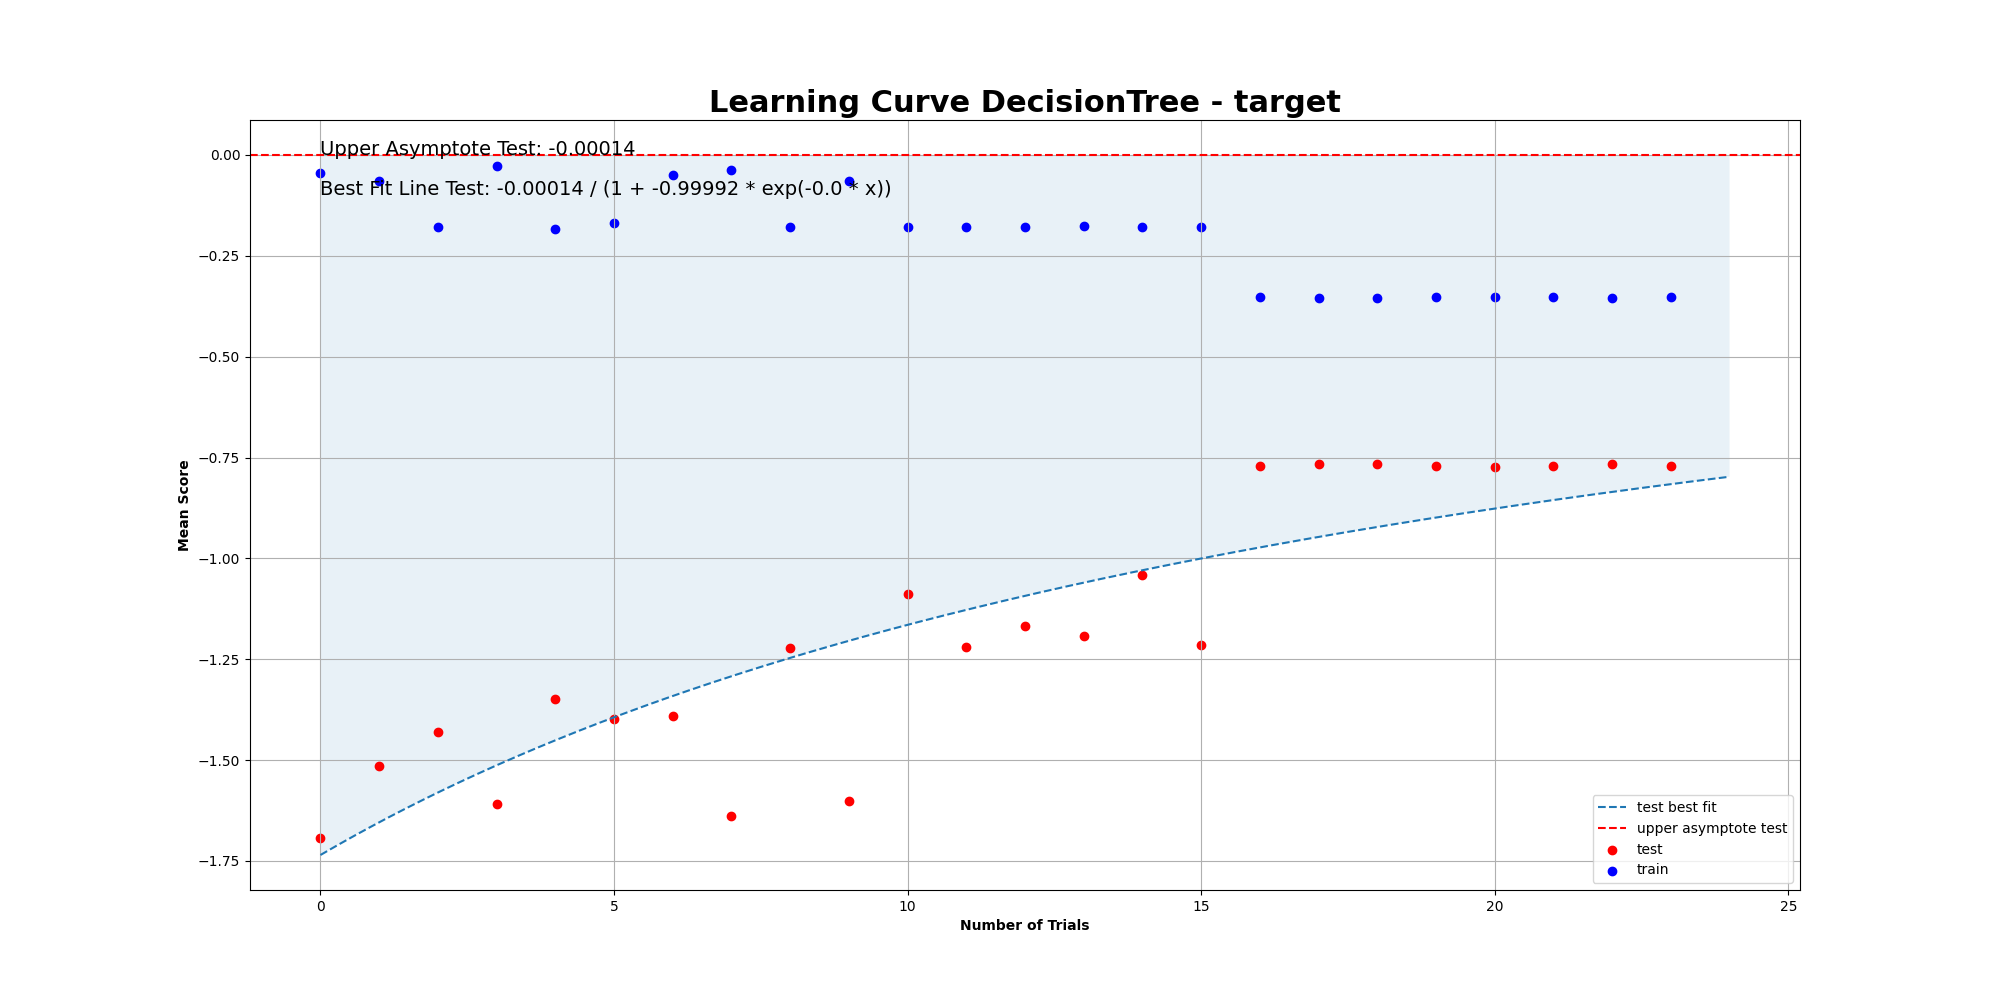 Learning Curve DecisionTree - target
Upper Asymptote Test: -0.00014
Best Fit Line Test: -0.00014 / (1 + -0.99992 * exp(-0.0 * x))
0.00
−0.25
−0.50
−0.75
−1.00
−1.25
−1.50
−1.75
Mean Score
test best fit
upper asymptote test
test
train
0 5 10 15 20 25
Number of Trials